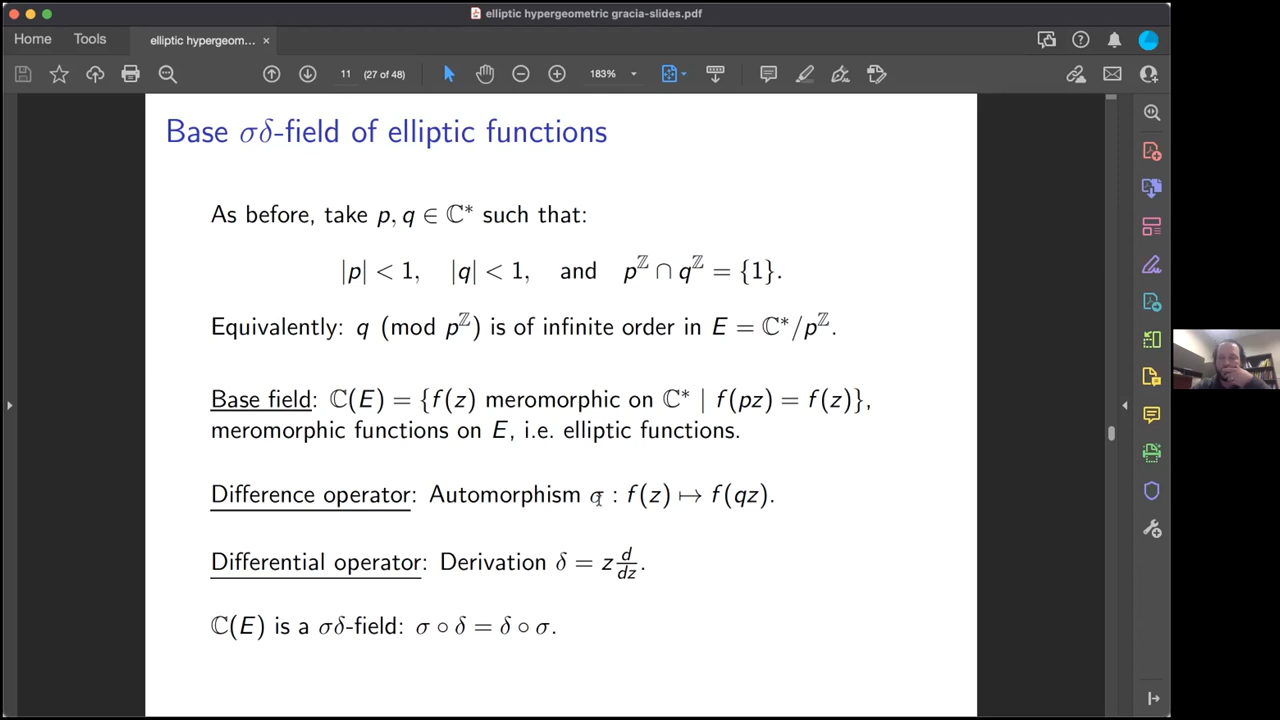 elliptic hypergeometric gracia-slides.pdf
Home Tools elliptic hypergeom... ×
11 (27 of 48) 183%
Base σδ-field of elliptic functions
As before, take p, q ∈ ℂ* such that:
|p| < 1, |q| < 1, and p^ℤ ∩ q^ℤ = {1}.
Equivalently: q (mod p^ℤ) is of infinite order in E = ℂ*/p^ℤ.
Base field: ℂ(E) = {f(z) meromorphic on ℂ* | f(pz) = f(z)},
meromorphic functions on E, i.e. elliptic functions.
Difference operator: Automorphism σ : f(z) ↦ f(qz).
Differential operator: Derivation δ = z d/dz.
ℂ(E) is a σδ-field: σ ∘ δ = δ ∘ σ.